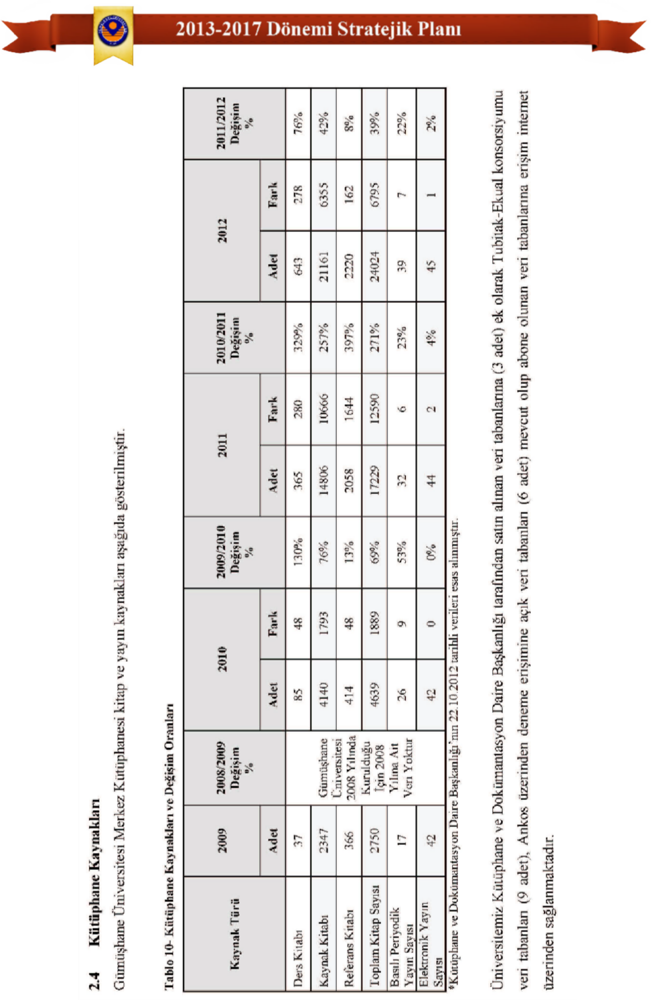 2013-2017 Dönemi Stratejik Planı
2.4 Kütüphane Kaynakları
Gümüşhane Üniversitesi Merkez Kütüphanesi kitap ve yayın kaynakları aşağıda gösterilmiştir.
Tablo 10- Kütüphane Kaynakları ve Değişim Oranları
Kaynak Türü 2009 2008/2009 Değişim % 2010 2009/2010 Değişim % 2011 2010/2011 Değişim % 2012 2011/2012 Değişim %
Adet Adet Fark Adet Fark Adet Fark
Ders Kitabı 37 85 48 130% 365 280 329% 643 278 76%
Kaynak Kitabı 2347 4140 1793 76% 14806 10666 257% 21161 6355 42%
Referans Kitabı 366 414 48 13% 2058 1644 397% 2220 162 8%
Toplam Kitap Sayısı 2750 4639 1889 69% 17229 12590 271% 24024 6795 39%
Basılı Periyodik Yayın Sayısı 17 26 9 53% 32 6 23% 39 7 22%
Elektronik Yayın Sayısı 42 42 0 0% 44 2 4% 45 1 2%
Gümüşhane
Üniversitesi
2008 Yılında
Kurulduğu
İçin 2008
Yılına Ait
Veri Yoktur
*Kütüphane ve Dokümantasyon Daire Başkanlığı'nın 22.10.2012 tarihli verileri esas alınmıştır.
Üniversitemiz Kütüphane ve Dokümantasyon Daire Başkanlığı tarafından satın alınan veri tabanlarına (3 adet) ek olarak Tubitak-Ekual konsorsiyumu
veri tabanları (9 adet), Ankos üzerinden deneme erişimine açık veri tabanları (6 adet) mevcut olup abone olunan veri tabanlarına erişim internet
üzerinden sağlanmaktadır.